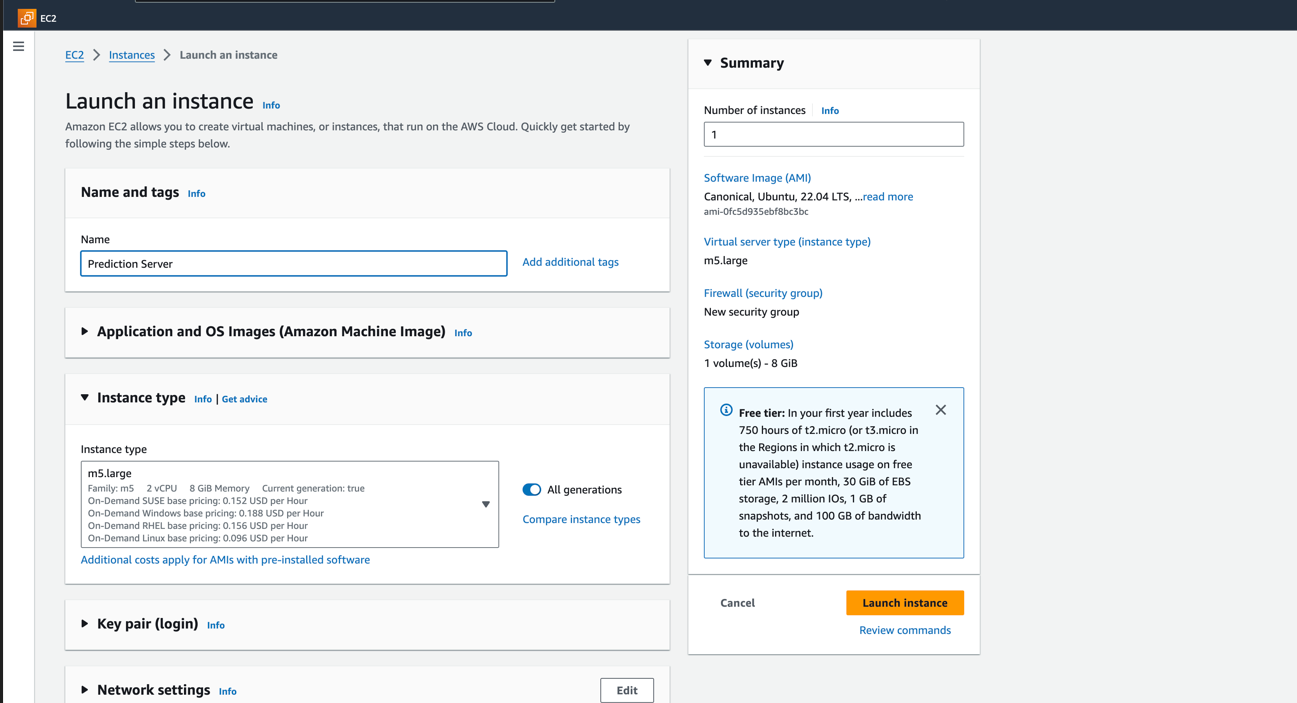 EC2
EC2 > Instances > Launch an instance
Launch an instance Info
Amazon EC2 allows you to create virtual machines, or instances, that run on the AWS Cloud. Quickly get started by
following the simple steps below.
Name and tags Info
Name
Prediction Server
Add additional tags
Application and OS Images (Amazon Machine Image) Info
Instance type Info | Get advice
Instance type
m5.large
Family: m5 2 vCPU 8 GiB Memory Current generation: true
On-Demand SUSE base pricing: 0.152 USD per Hour
On-Demand Windows base pricing: 0.188 USD per Hour
On-Demand RHEL base pricing: 0.156 USD per Hour
On-Demand Linux base pricing: 0.096 USD per Hour
All generations
Compare instance types
Additional costs apply for AMIs with pre-installed software
Key pair (login) Info
Network settings Info
Edit
Summary
Number of instances Info
1
Software Image (AMI)
Canonical, Ubuntu, 22.04 LTS, ...read more
ami-0fc5d935ebf8bc3bc
Virtual server type (instance type)
m5.large
Firewall (security group)
New security group
Storage (volumes)
1 volume(s) - 8 GiB
Free tier: In your first year includes
750 hours of t2.micro (or t3.micro in
the Regions in which t2.micro is
unavailable) instance usage on free
tier AMIs per month, 30 GiB of EBS
storage, 2 million IOs, 1 GB of
snapshots, and 100 GB of bandwidth
to the internet.
Cancel
Launch instance
Review commands